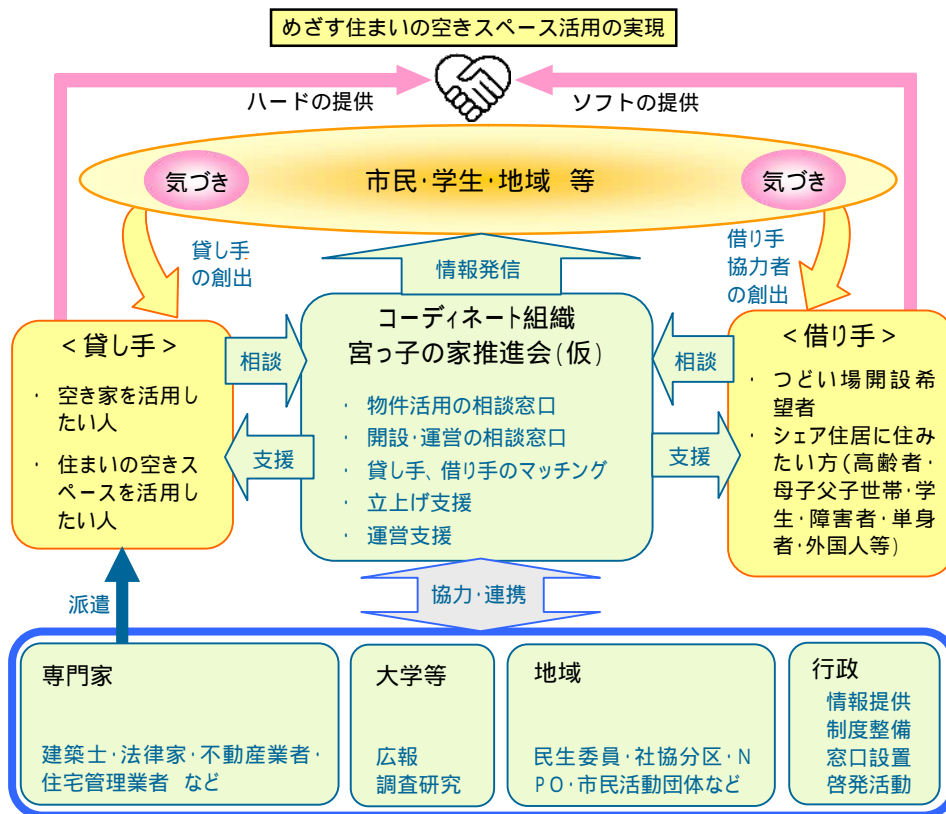 めざす住まいの空きスペース活用の実現
ハードの提供
ソフトの提供
気づき
市民・学生・地域 等
気づき
貸し手
の創出
情報発信
借り手
協力者
の創出
＜貸し手＞
・ 空き家を活用し
たい人
・ 住まいの空きス
ペースを活用し
たい人
相談
支援
コーディネート組織
宮っ子の家推進会(仮)
・ 物件活用の相談窓口
・ 開設・運営の相談窓口
・ 貸し手、借り手のマッチング
・ 立上げ支援
・ 運営支援
相談
支援
＜借り手＞
・ つどい場開設希
望者
・ シェア住居に住み
たい方(高齢者・
母子父子世帯・学
生・障害者・単身
者・外国人等)
派遣
協力・連携
専門家
建築士・法律家・不動産業者・
住宅管理業者 など
大学等
広報
調査研究
地域
民生委員・社協分区・N
PO・市民活動団体など
行政
情報提供
制度整備
窓口設置
啓発活動